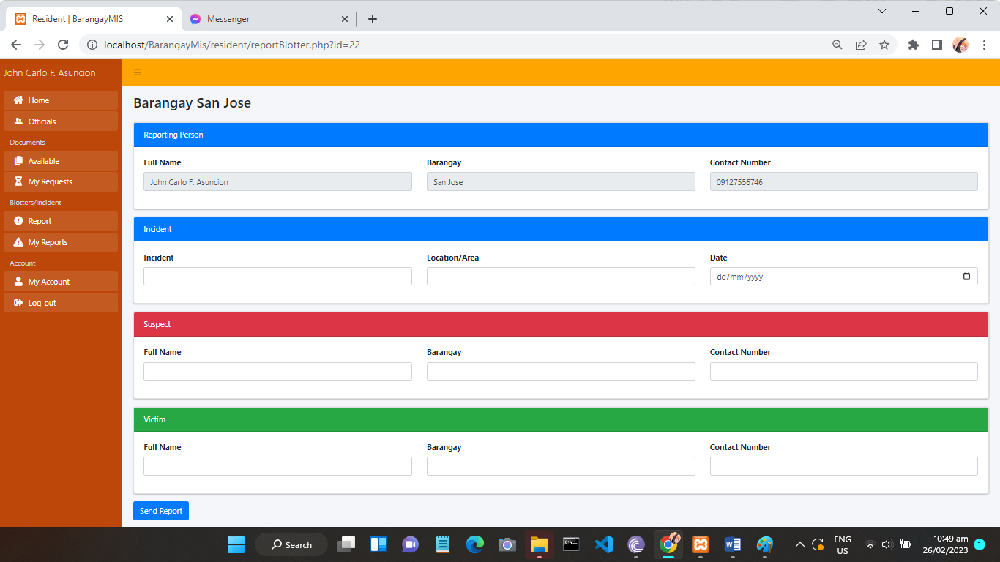 Resident | BarangayMIS
Messenger
localhost/BarangayMis/resident/reportBlotter.php?id=22
John Carlo F. Asuncion
Home
Officials
Documents
Available
My Requests
Blotters/Incident
Report
My Reports
Account
My Account
Log-out
Barangay San Jose
Reporting Person
Full Name Barangay Contact Number
John Carlo F. Asuncion San Jose 09127556746
Incident
Incident Location/Area Date
dd/mm/yyyy
Suspect
Full Name Barangay Contact Number
Victim
Full Name Barangay Contact Number
Send Report
Search
ENG
US
10:49 am
26/02/2023
1